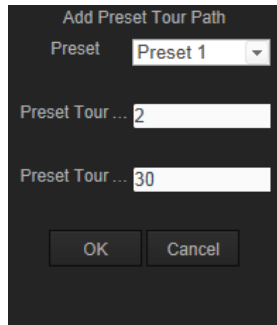 Add Preset Tour Path
Preset Preset 1
Preset Tour ... 2
Preset Tour ... 30
OK Cancel